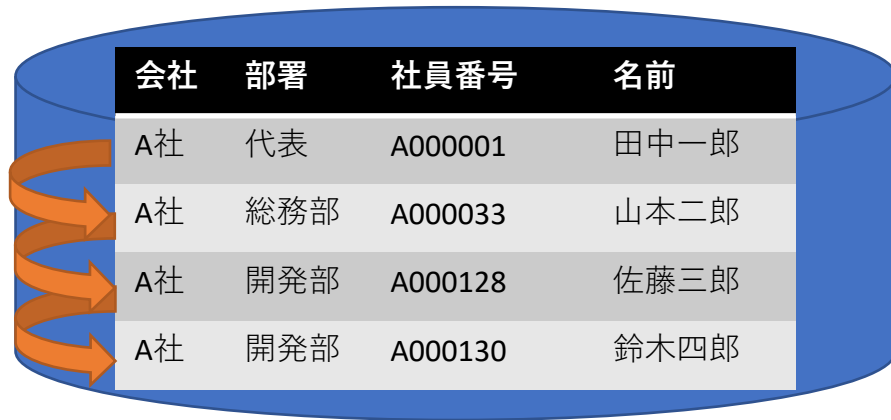 会社 部署 社員番号 名前
A社 代表 A000001 田中一郎
A社 総務部 A000033 山本二郎
A社 開発部 A000128 佐藤三郎
A社 開発部 A000130 鈴木四郎